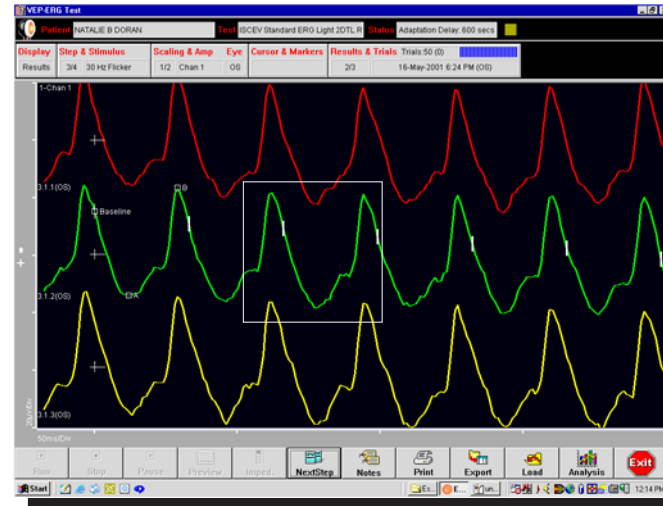 VEP-ERG Test
Patient NATALIE B DORAN Test ISCEV Standard ERG Light 2DTL R Status Adaptation Delay: 600 secs
Display Step & Stimulus Scaling & Amp Eye Cursor & Markers Results & Trials Trials:50 (0)
Results 3/4 30 Hz Flicker 1/2 Chan 1 OS 2/3 16-May-2001 6:24 PM (OS)
1-Chan 1
3.1.1(OS) B
Baseline
3.1.2(OS) A
3.1.3(OS)
20µV/Div
50ms/Div
Run Stop Pause Preview Imped. NextStep Notes Print Export Load Analysis Exit
Start Ex... E... un... 12:14 PM